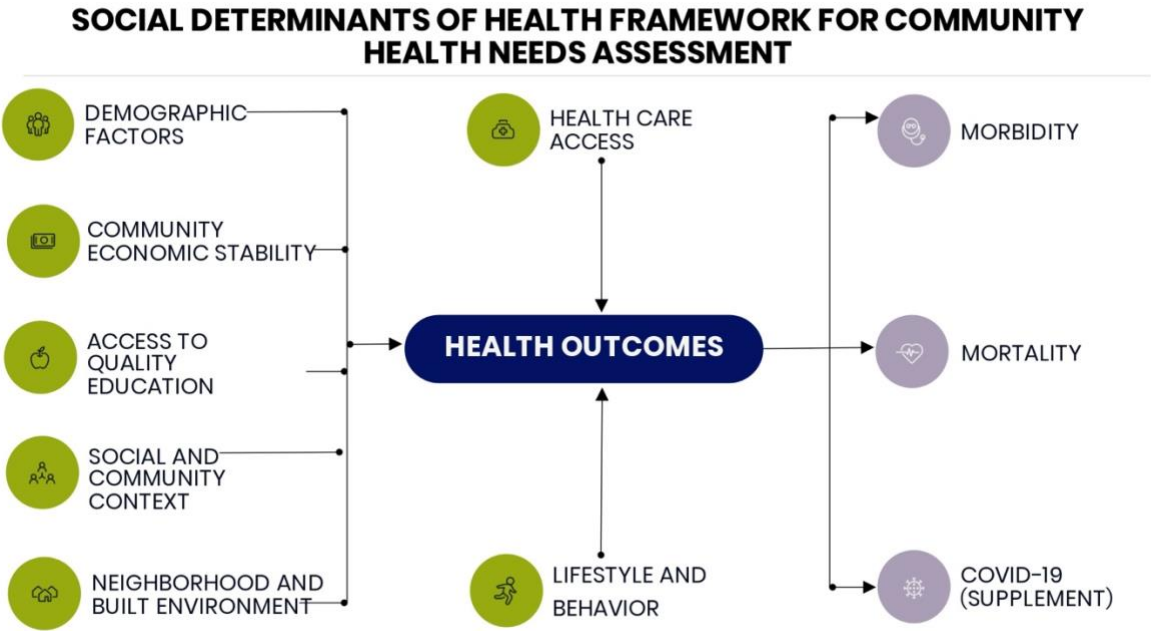 SOCIAL DETERMINANTS OF HEALTH FRAMEWORK FOR COMMUNITY
HEALTH NEEDS ASSESSMENT
DEMOGRAPHIC
FACTORS
COMMUNITY
ECONOMIC STABILITY
ACCESS TO
QUALITY
EDUCATION
SOCIAL AND
COMMUNITY
CONTEXT
NEIGHBORHOOD AND
BUILT ENVIRONMENT
HEALTH CARE
ACCESS
HEALTH OUTCOMES
LIFESTYLE AND
BEHAVIOR
MORBIDITY
MORTALITY
COVID-19
(SUPPLEMENT)